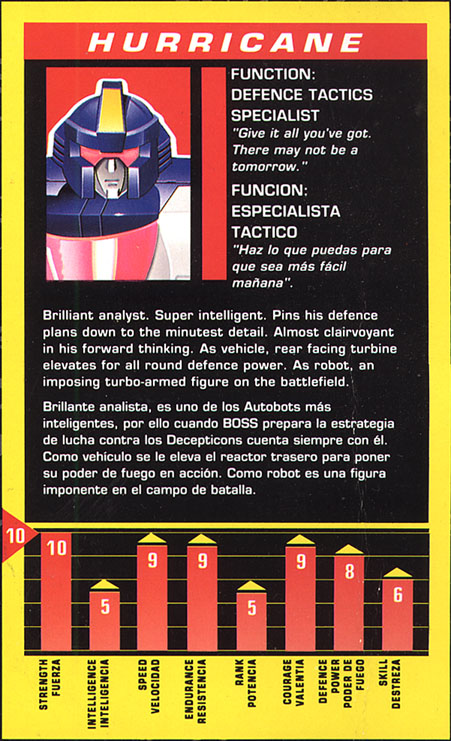 HURRICANE
FUNCTION:
DEFENCE TACTICS
SPECIALIST
"Give it all you've got.
There may not be a
tomorrow."
FUNCION:
ESPECIALISTA
TACTICO
"Haz lo que puedas para
que sea más fácil
mañana".
Brilliant analyst. Super intelligent. Pins his defence
plans down to the minutest detail. Almost clairvoyant
in his forward thinking. As vehicle, rear facing turbine
elevates for all round defence power. As robot, an
imposing turbo-armed figure on the battlefield.
Brillante analista, es uno de los Autobots más
inteligentes, por ello cuando BOSS prepara la estrategia
de lucha contra los Decepticons cuenta siempre con él.
Como vehículo se le eleva el reactor trasero para poner
su poder de fuego en acción. Como robot es una figura
imponente en el campo de batalla.
10
10
5
9
9
5
9
8
6
STRENGTH
FUERZA
INTELLIGENCE
INTELIGENCIA
SPEED
VELOCIDAD
ENDURANCE
RESISTENCIA
RANK
POTENCIA
COURAGE
VALENTIA
DEFENCE
POWER
PODER DE
FUEGO
SKILL
DESTREZA